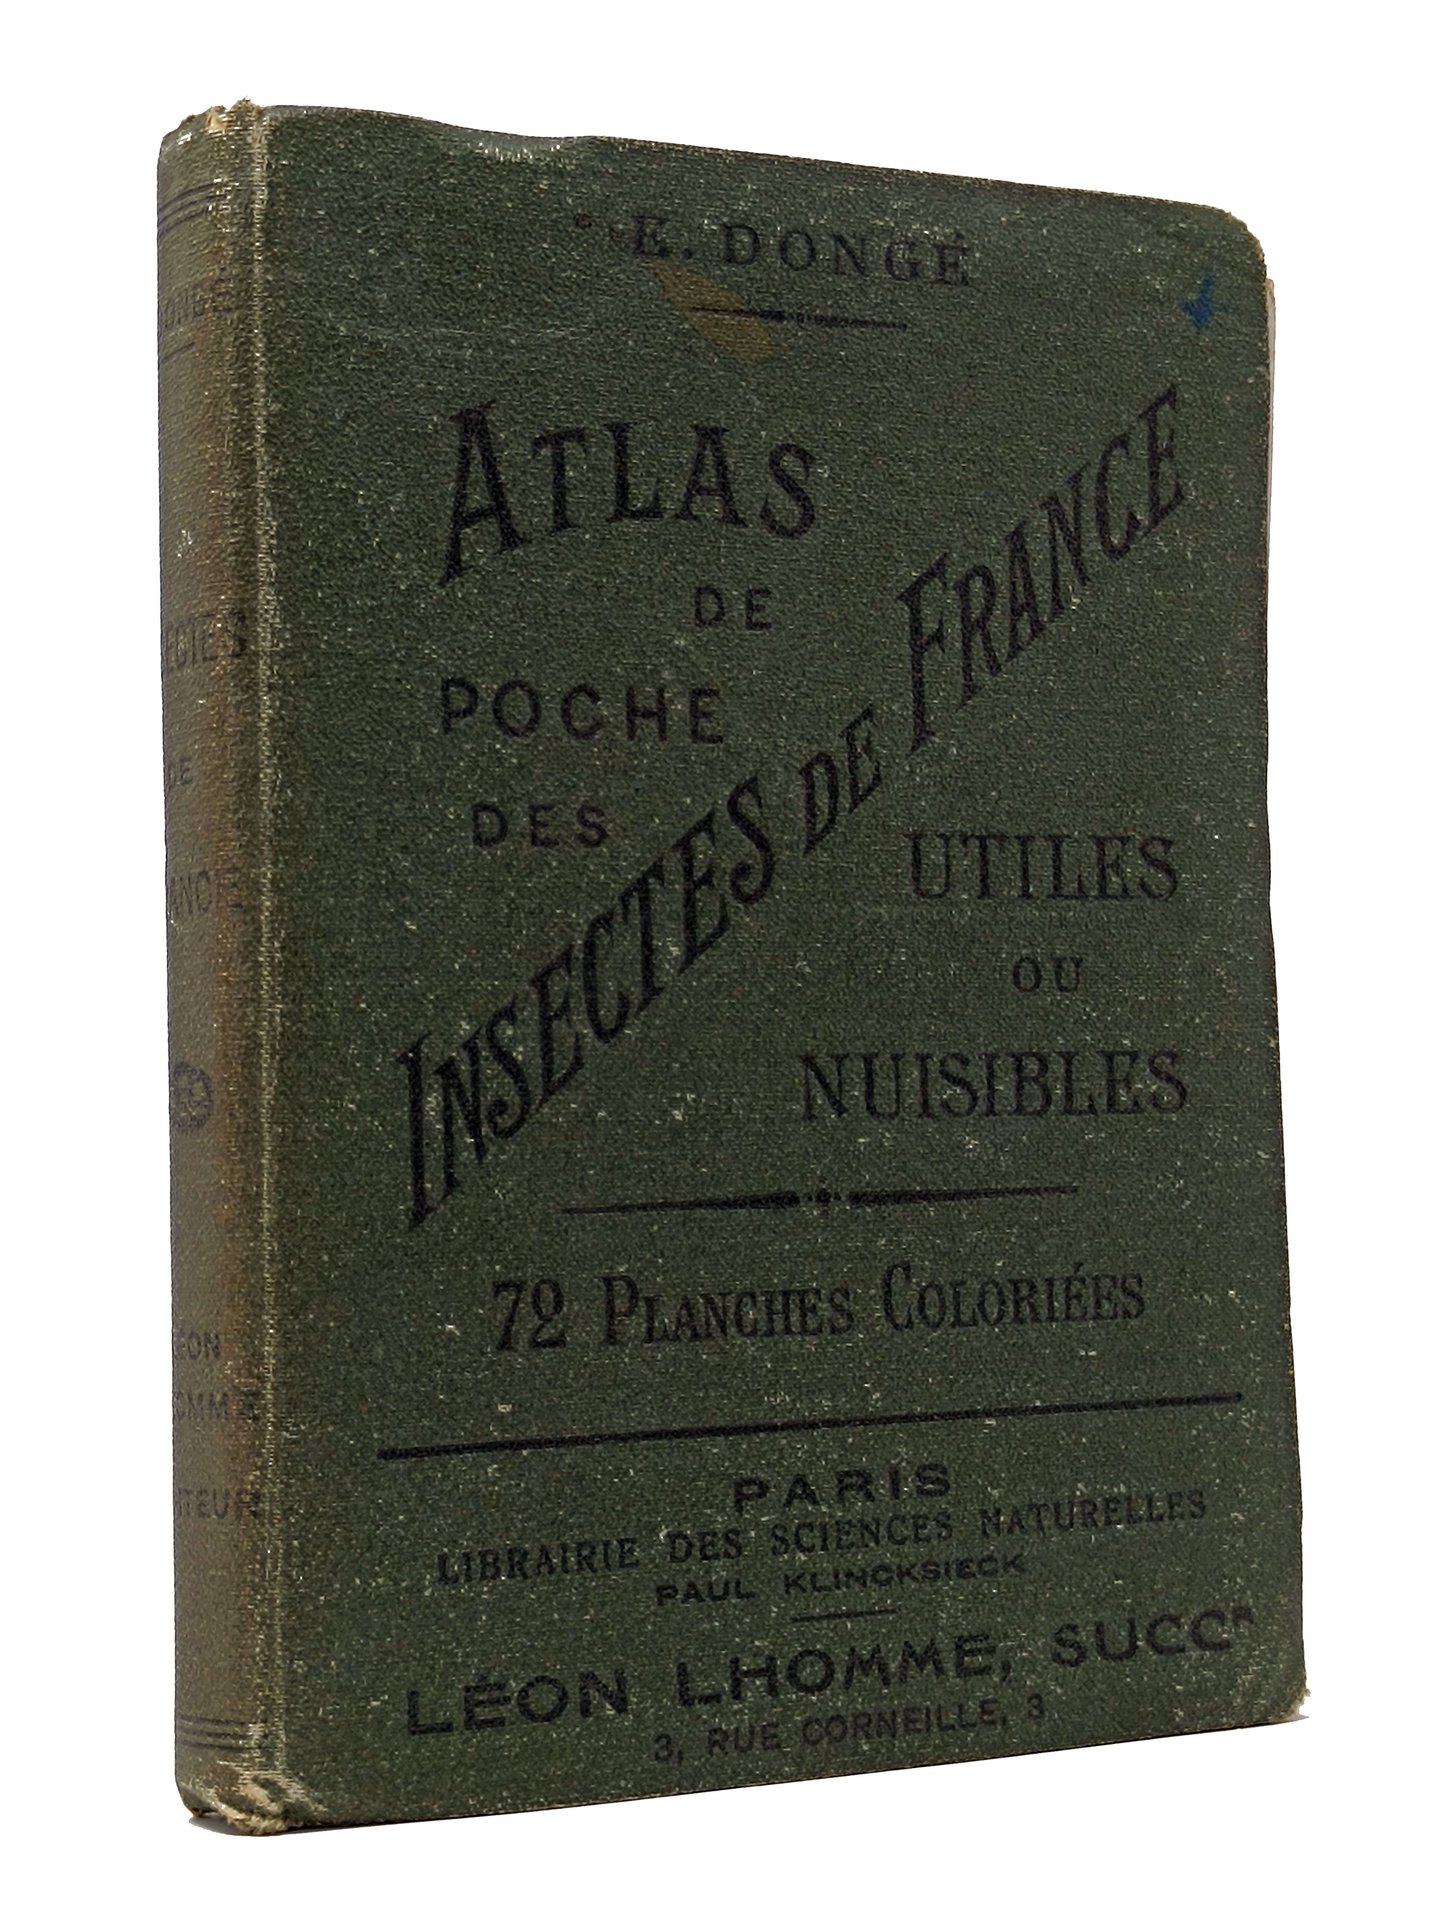 E. DONGÉ
ATLAS
DE
POCHE
DES
INSECTES DE FRANCE
UTILES
OU
NUISIBLES
72 PLANCHES COLORIÉES
PARIS
LIBRAIRIE DES SCIENCES NATURELLES
PAUL KLINCKSIECK
LÉON LHOMME, SUCCR
3, RUE CORNEILLE, 3
DE